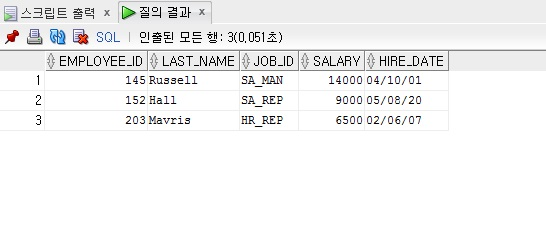 스크립트 출력 x 질의 결과 x
SQL | 인출된 모든 행: 3(0,051초)
EMPLOYEE_ID LAST_NAME JOB_ID SALARY HIRE_DATE
1 145 Russell SA_MAN 14000 04/10/01
2 152 Hall SA_REP 9000 05/08/20
3 203 Mavris HR_REP 6500 02/06/07